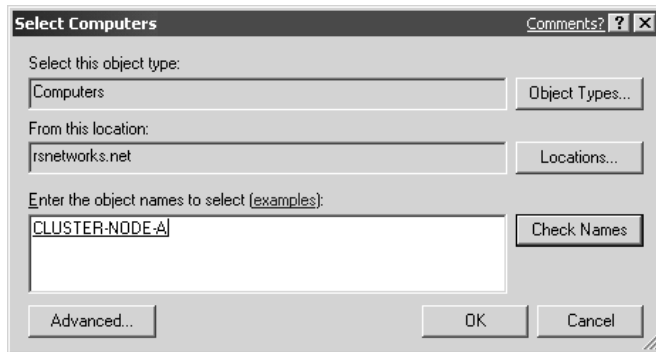 Select Computers Comments? ? X
Select this object type:
Computers Object Types...
From this location:
rsnetworks.net Locations...
Enter the object names to select (examples):
CLUSTER-NODE-A Check Names
Advanced... OK Cancel